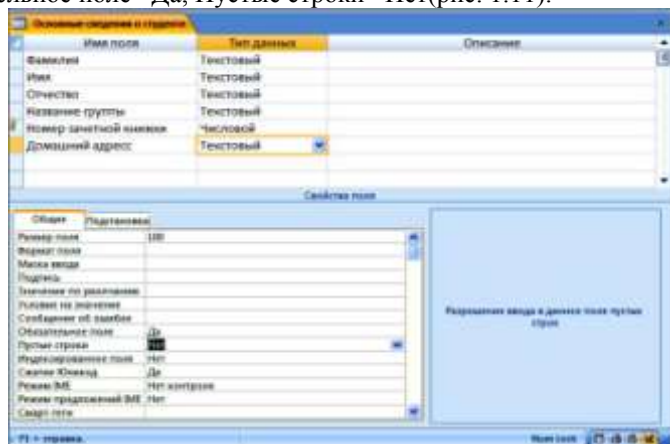 льное поле - Да, Пустые строки - Нет(рис. 1.11).
Основные сведения о студенте
Имя поля Тип данных Описание
Фамилия Текстовый
Имя Текстовый
Отчество Текстовый
Название группы Текстовый
Номер зачетной книжки Числовой
Домашний адресс Текстовый
Свойства поля
Общие Подстановка
Размер поля 100
Формат поля
Маска ввода
Подпись
Значение по умолчанию
Условие на значение
Сообщение об ошибке
Обязательное поле Да
Пустые строки Нет
Индексированное поле Нет
Сжатие Юникод Да
Режим IME Нет контроля
Режим предложений IME Нет
Смарт-теги
Разрешение ввода в данное поле пустых
строк
F1 = справка. Num Lock